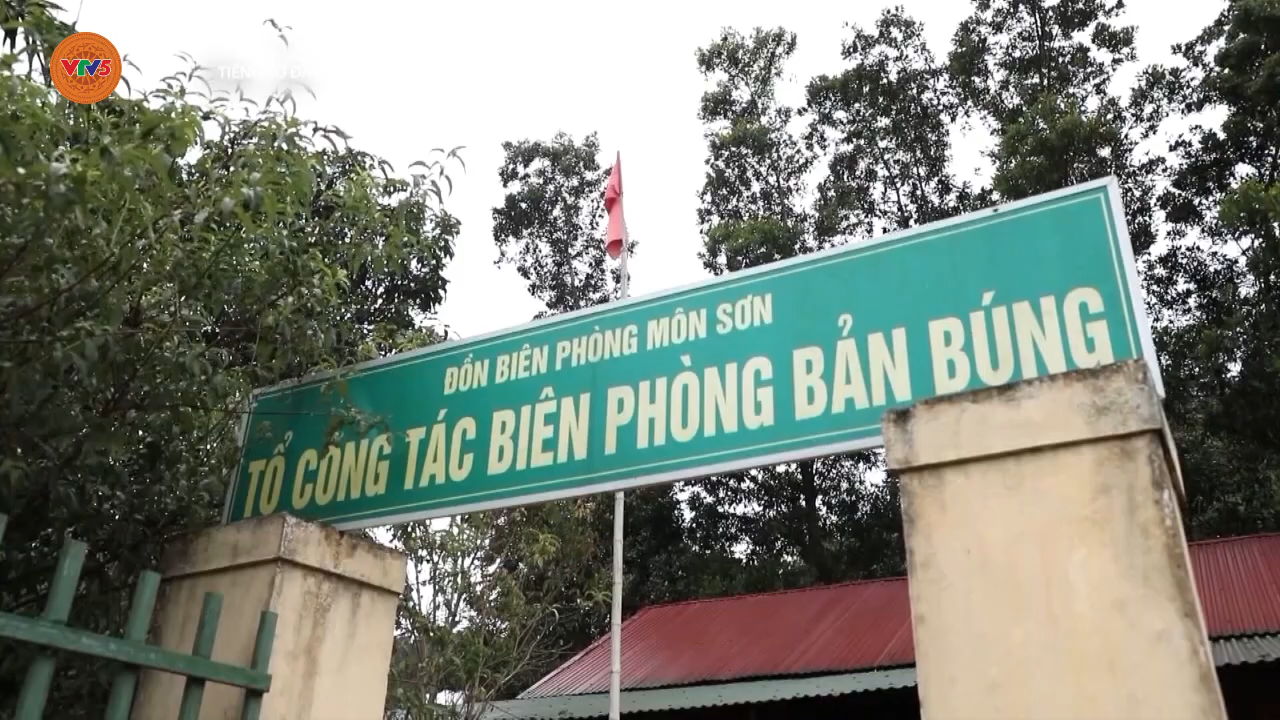 VTV5
ĐỒN BIÊN PHÒNG MÔN SƠN
TỔ CÔNG TÁC BIÊN PHÒNG BẢN BÚNG